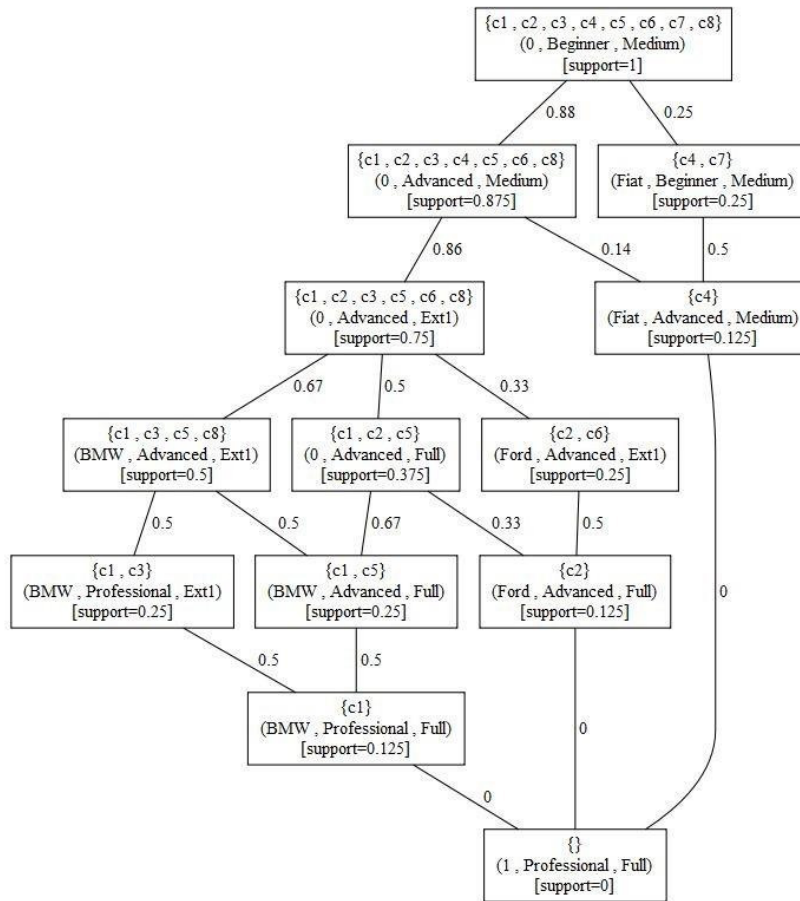 {c1 , c2 , c3 , c4 , c5 , c6 , c7 , c8}
(0 , Beginner , Medium)
[support=1]
0.88
0.25
{c1 , c2 , c3 , c4 , c5 , c6 , c8}
(0 , Advanced , Medium)
[support=0.875]
{c4 , c7}
(Fiat , Beginner , Medium)
[support=0.25]
0.86
0.14
0.5
{c1 , c2 , c3 , c5 , c6 , c8}
(0 , Advanced , Ext1)
[support=0.75]
{c4}
(Fiat , Advanced , Medium)
[support=0.125]
0.67
0.5
0.33
{c1 , c3 , c5 , c8}
(BMW , Advanced , Ext1)
[support=0.5]
{c1 , c2 , c5}
(0 , Advanced , Full)
[support=0.375]
{c2 , c6}
(Ford , Advanced , Ext1)
[support=0.25]
0.5
0.5
0.67
0.33
0.5
{c1 , c3}
(BMW , Professional , Ext1)
[support=0.25]
{c1 , c5}
(BMW , Advanced , Full)
[support=0.25]
{c2}
(Ford , Advanced , Full)
[support=0.125]
0
0.5
0.5
{c1}
(BMW , Professional , Full)
[support=0.125]
0
0
{}
(1 , Professional , Full)
[support=0]